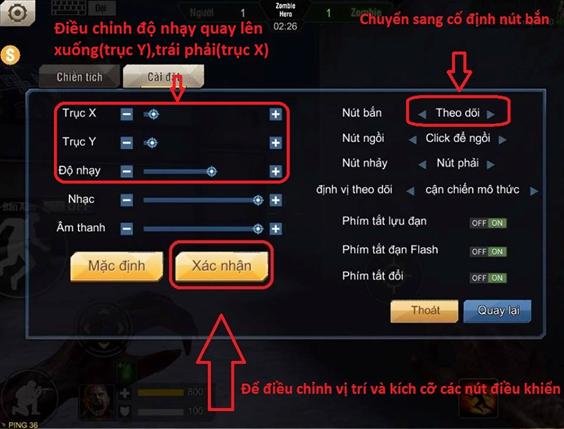 Đội
Người 1
Zombie
Hero
02:26
1 Zombie
Điều chỉnh độ nhạy quay lên
xuống(trục Y),trái phải(trục X)
Chuyển sang cố định nút bắn
S
Chiến tích
Cài đặt
Trục X
Trục Y
Độ nhạy
Nhạc
Âm thanh
Mặc định
Xác nhận
Nút bắn Theo dõi
Nút ngồi Click để ngồi
Nút nhảy Nút phải
định vị theo dõi cận chiến mô thức
Phím tắt lựu đạn OFF ON
Phím tắt đạn Flash OFF ON
Phím tắt đổi OFF ON
Thoát
Quay lại
Để điều chỉnh vị trí và kích cỡ các nút điều khiển
800
100
PING 36